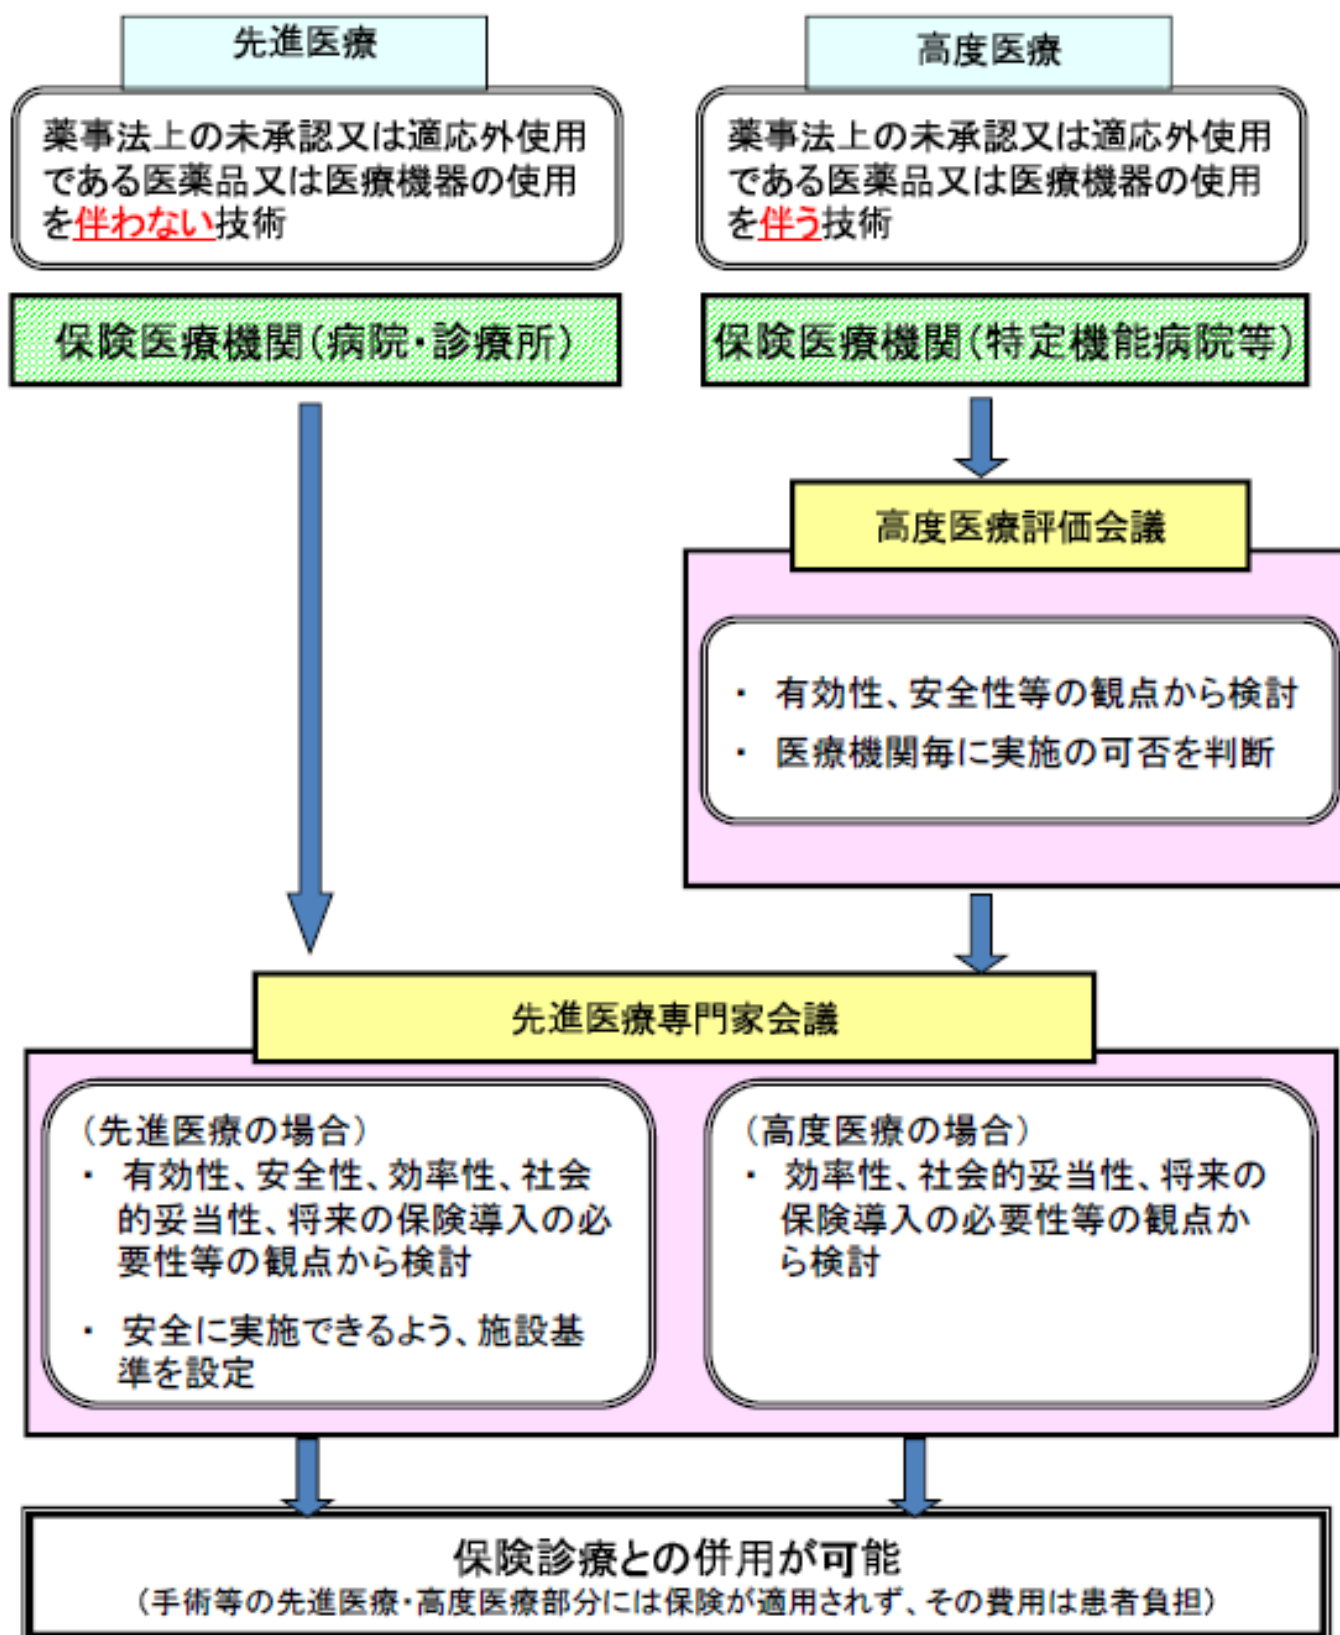 先進医療
薬事法上の未承認又は適応外使用
である医薬品又は医療機器の使用
を伴わない技術
保険医療機関(病院・診療所)
高度医療
薬事法上の未承認又は適応外使用
である医薬品又は医療機器の使用
を伴う技術
保険医療機関(特定機能病院等)
高度医療評価会議
・ 有効性、安全性等の観点から検討
・ 医療機関毎に実施の可否を判断
先進医療専門家会議
(先進医療の場合)
・ 有効性、安全性、効率性、社会
的妥当性、将来の保険導入の必
要性等の観点から検討
・ 安全に実施できるよう、施設基
準を設定
(高度医療の場合)
・ 効率性、社会的妥当性、将来の
保険導入の必要性等の観点か
ら検討
保険診療との併用が可能
(手術等の先進医療・高度医療部分には保険が適用されず、その費用は患者負担)